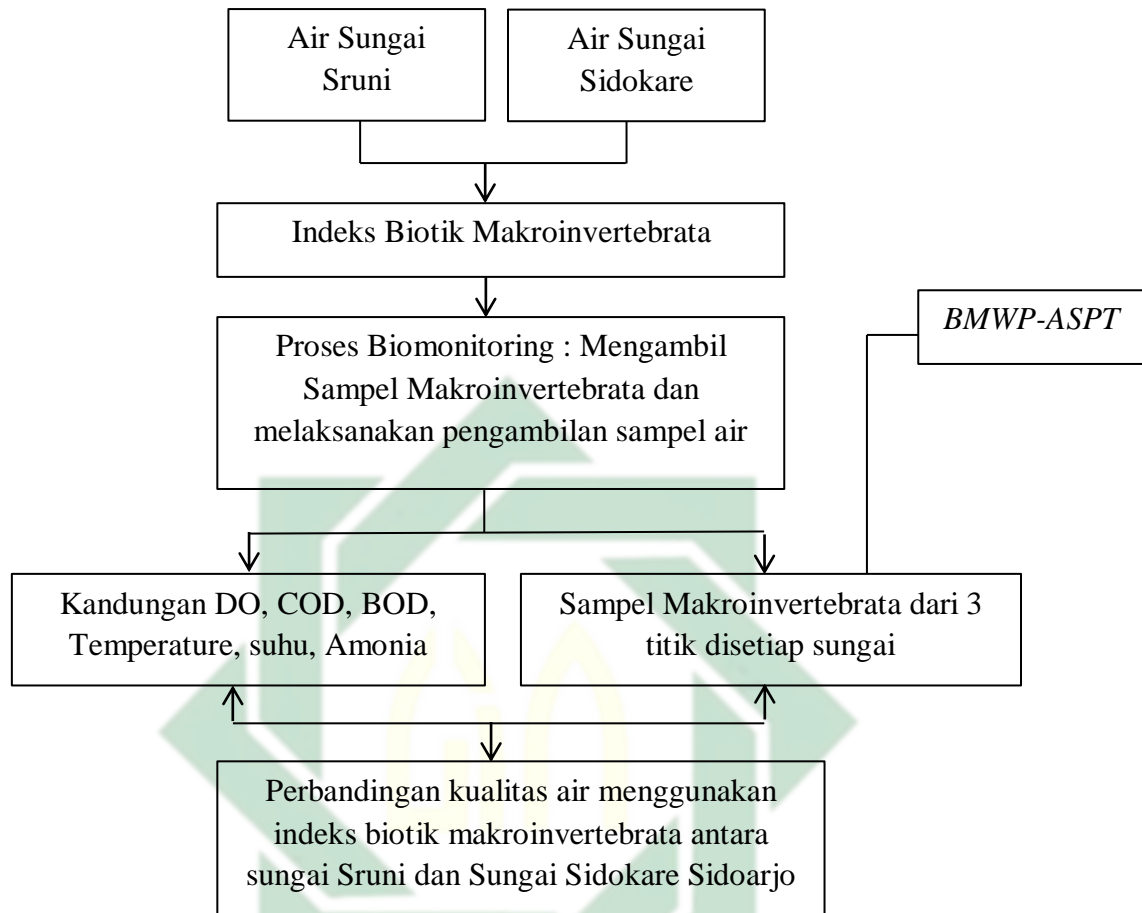 Air Sungai
Sruni
Air Sungai
Sidokare
Indeks Biotik Makroinvertebrata
BMWP-ASPT
Proses Biomonitoring : Mengambil
Sampel Makroinvertebrata dan
melaksanakan pengambilan sampel air
Kandungan DO, COD, BOD,
Temperature, suhu, Amonia
Sampel Makroinvertebrata dari 3
titik disetiap sungai
Perbandingan kualitas air menggunakan
indeks biotik makroinvertebrata antara
sungai Sruni dan Sungai Sidokare Sidoarjo